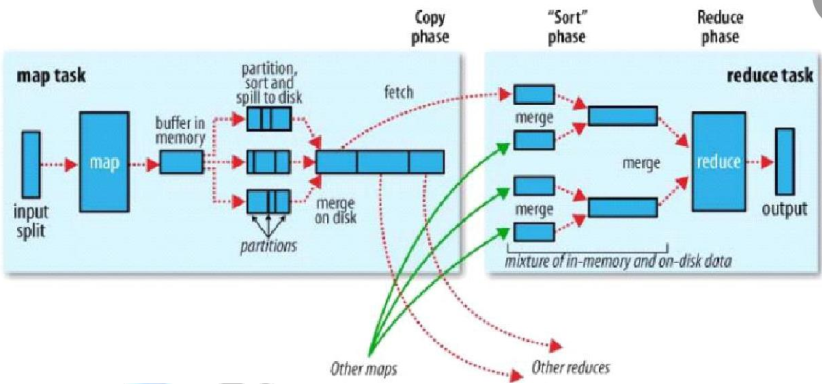 Copy
phase
“Sort”
phase
Reduce
phase
map task
partition,
sort and
spill to disk
fetch
reduce task
buffer in
memory
merge
map
merge
reduce
input
split
merge
on disk
merge
output
partitions
mixture of in-memory and on-disk data
Other maps
Other reduces